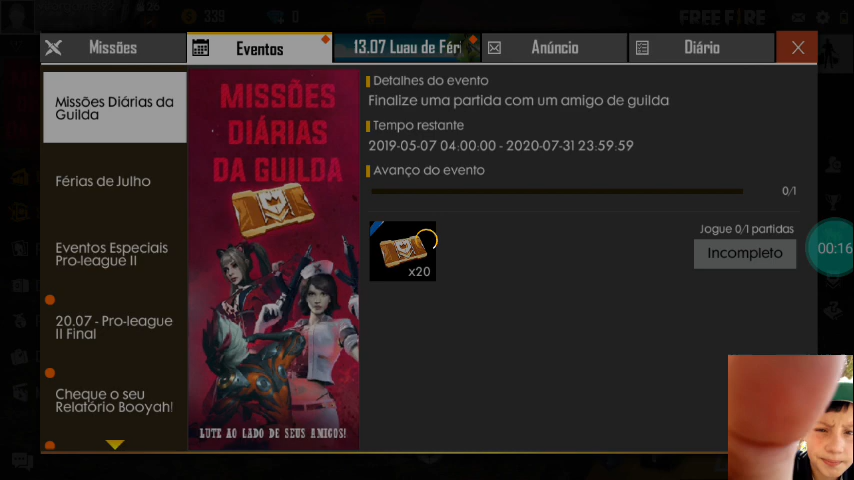 339
FREE FIRE
Missões
Eventos
13.07 Luau de Féri
Anúncio
Diário
Missões Diárias da
Guilda
Férias de Julho
Eventos Especiais
Pro-league II
20.07 - Pro-league
II Final
Cheque o seu
Relatório Booyah!
MISSÕES
DIÁRIAS
DA GUILDA
LUTE AO LADO DE SEUS AMIGOS!
Detalhes do evento
Finalize uma partida com um amigo de guilda
Tempo restante
2019-05-07 04:00:00 - 2020-07-31 23:59:59
Avanço do evento
0/1
x20
Jogue 0/1 partidas
Incompleto
00:16